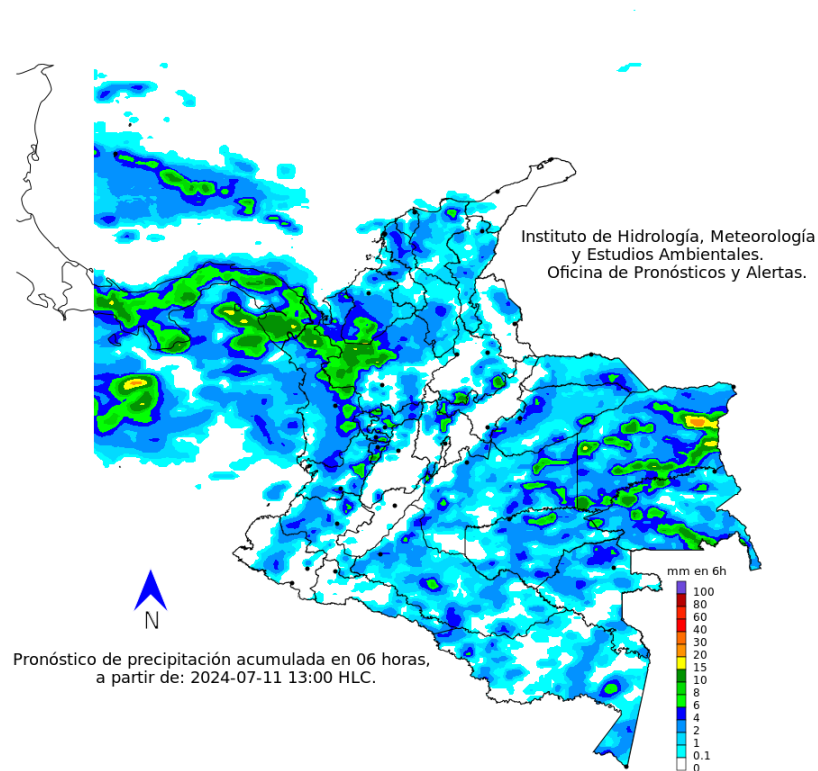 Instituto de Hidrología, Meteorología
y Estudios Ambientales.
Oficina de Pronósticos y Alertas.
N
mm en 6h
100
80
60
40
30
20
15
10
8
6
4
2
1
0.1
0
Pronóstico de precipitación acumulada en 06 horas,
a partir de: 2024-07-11 13:00 HLC.